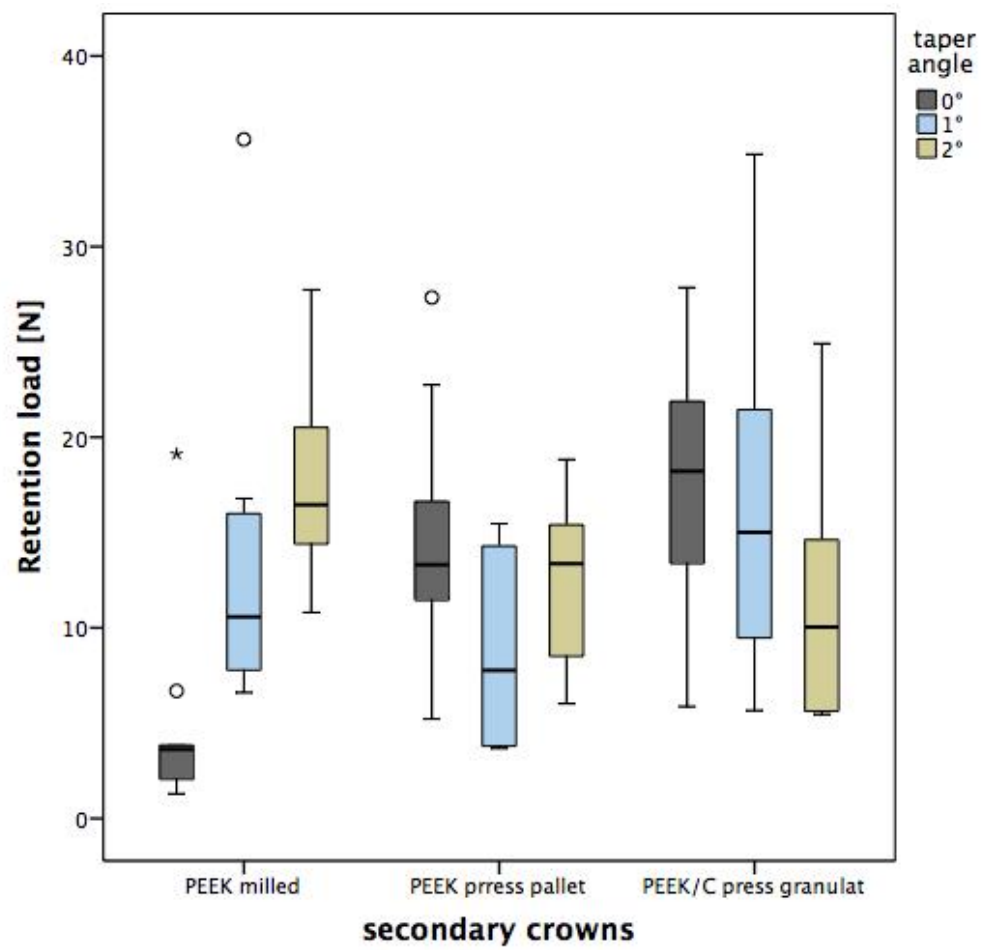 taper
angle
0°
1°
2°
40
30
20
10
0
Retention load [N]
PEEK milled
PEEK prress pallet
PEEK/C press granulat
secondary crowns